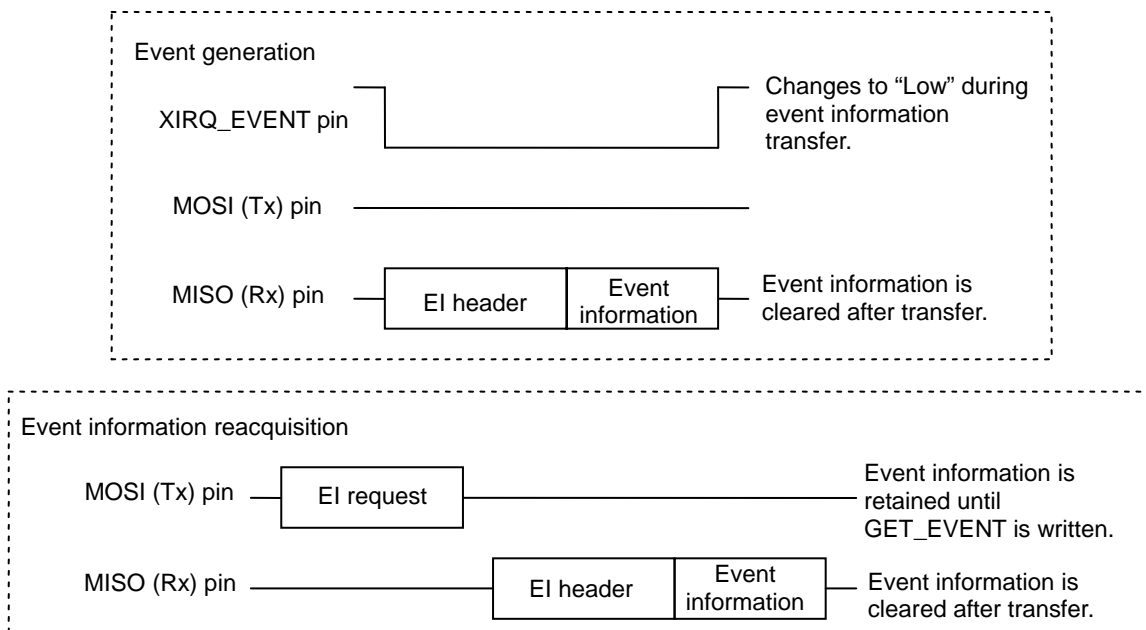 Event generation
XIRQ_EVENT pin
Changes to “Low” during
event information
transfer.
MOSI (Tx) pin
MISO (Rx) pin
EI header
Event
information
Event information is
cleared after transfer.
Event information reacquisition
MOSI (Tx) pin
EI request
Event information is
retained until
GET_EVENT is written.
MISO (Rx) pin
EI header
Event
information
Event information is
cleared after transfer.